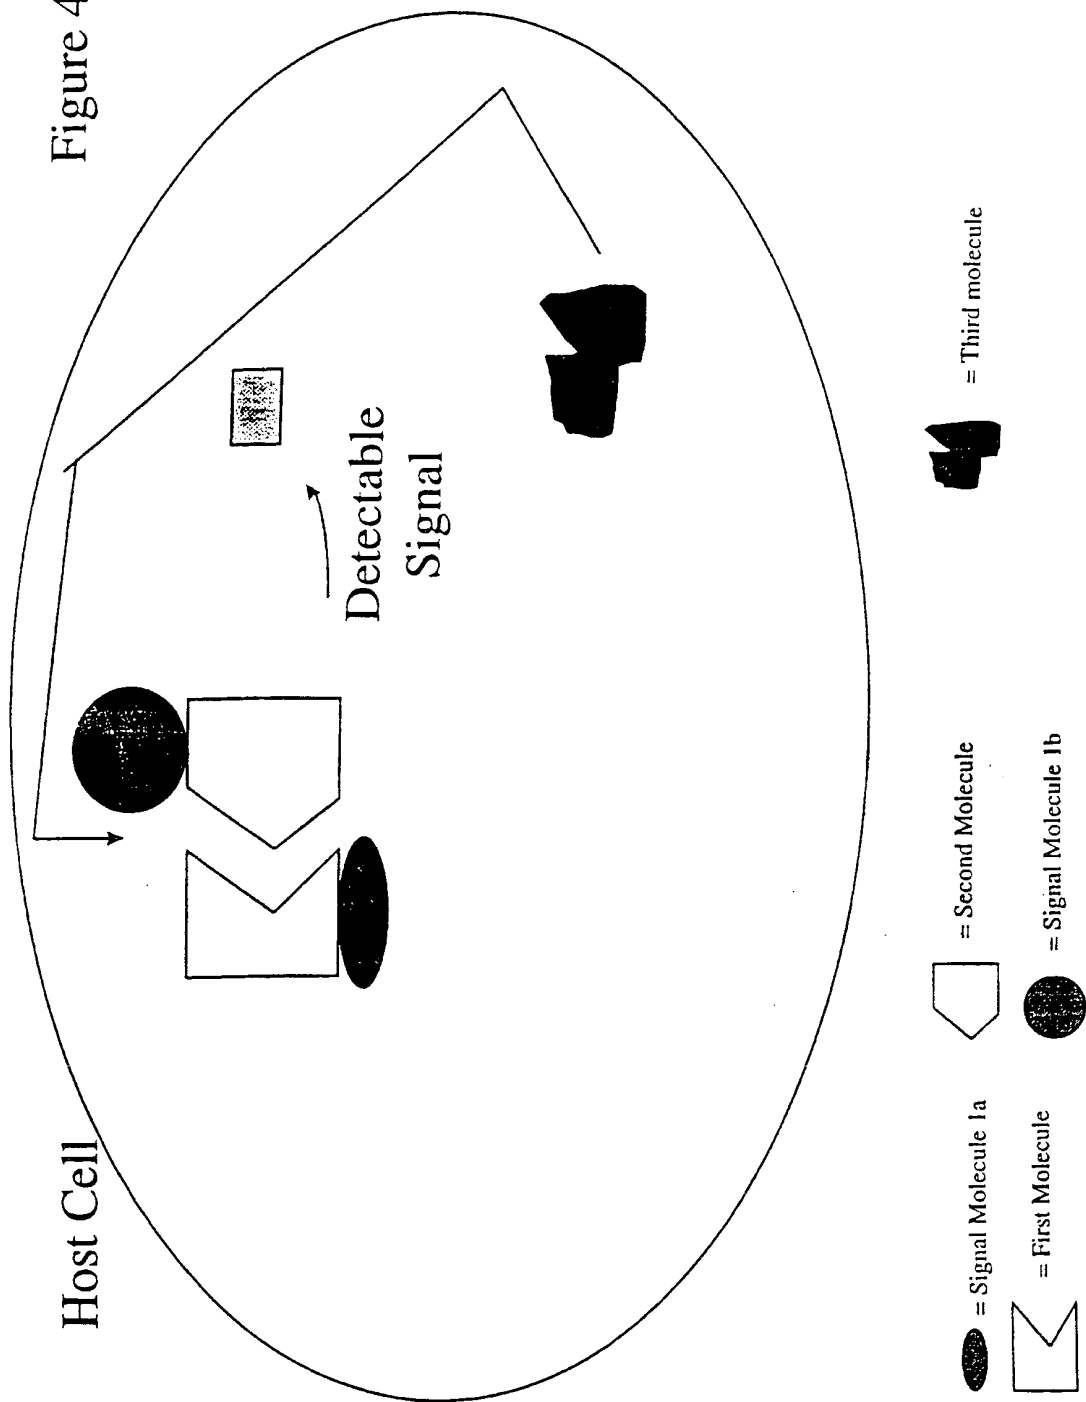 Figure 4
Host Cell
Detectable
Signal
= Signal Molecule 1a
= Second Molecule
= Third molecule
= First Molecule
= Signal Molecule 1b